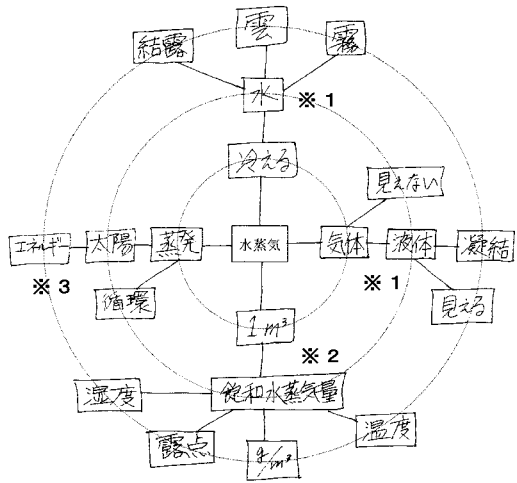 雲
結露
霧
水
※1
冷える
見えない
エネルギー
太陽
蒸発
水蒸気
気体
液体
凝結
※3
循環
※1
見える
1m³
※2
湿度
飽和水蒸気量
露点
g/m³
温度